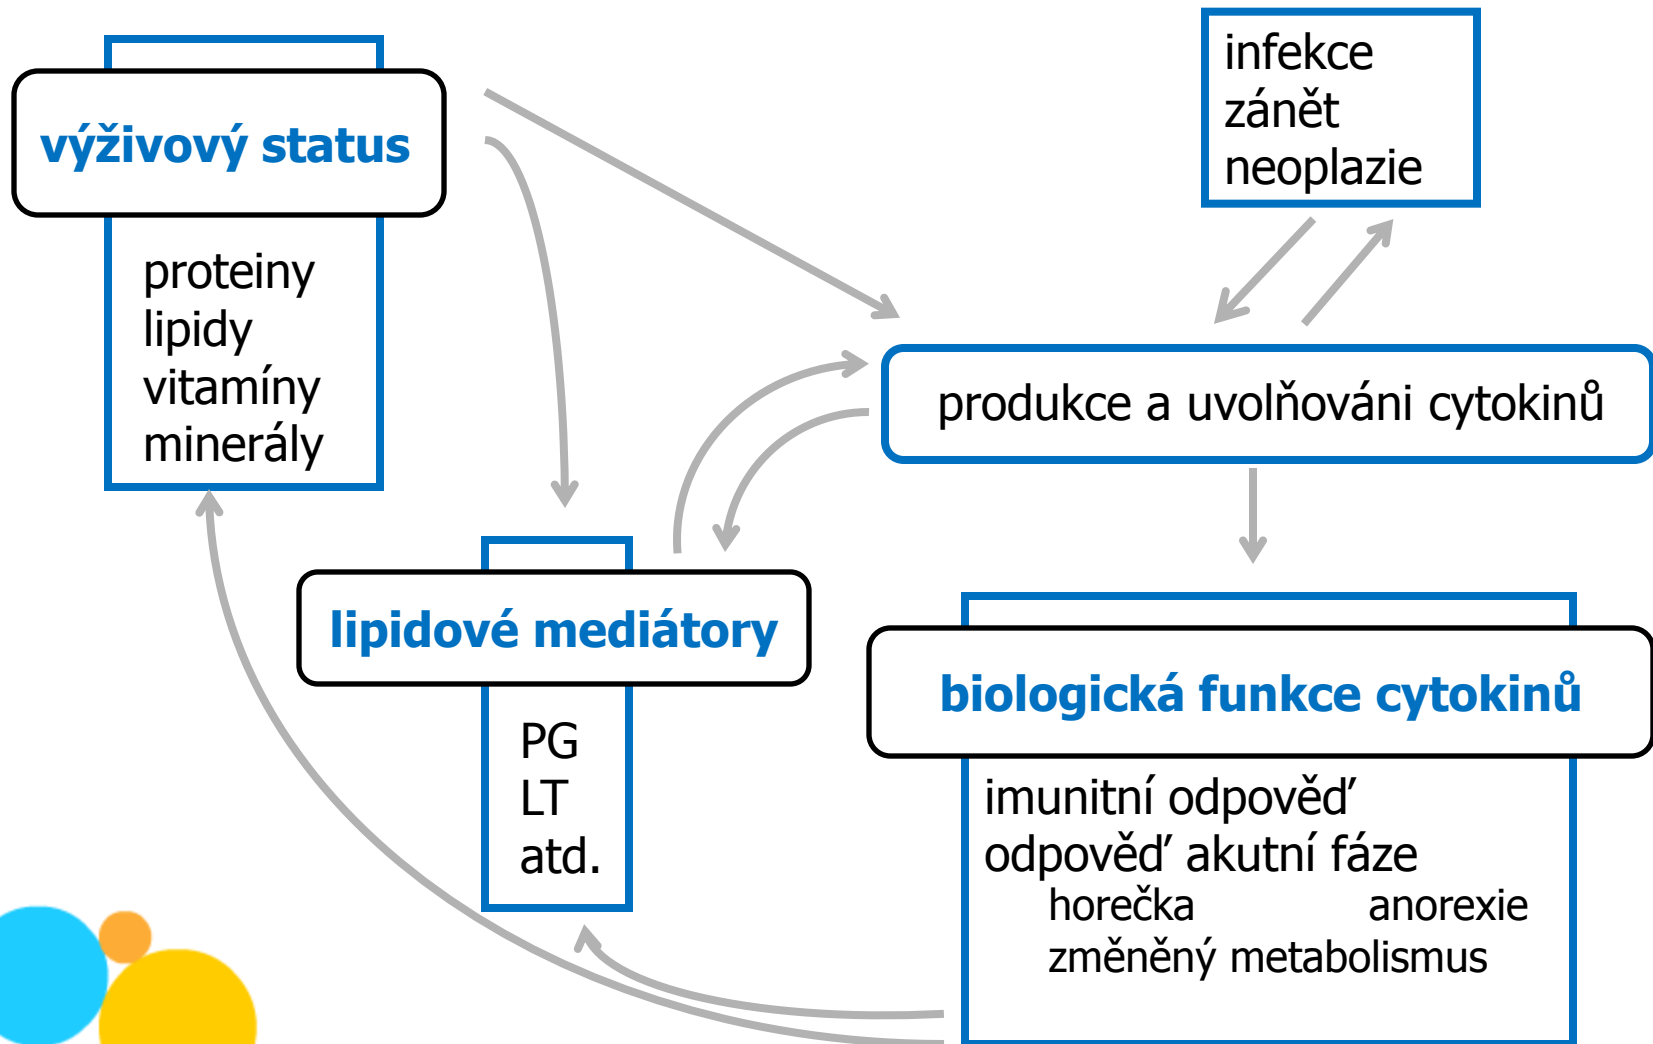 výživový status
proteiny
lipidy
vitamíny
minerály
infekce
zánět
neoplazie
produkce a uvolňováni cytokinů
lipidové mediátory
PG
LT
atd.
biologická funkce cytokinů
imunitní odpověď
odpověď akutní fáze
horečka anorexie
změněný metabolismus